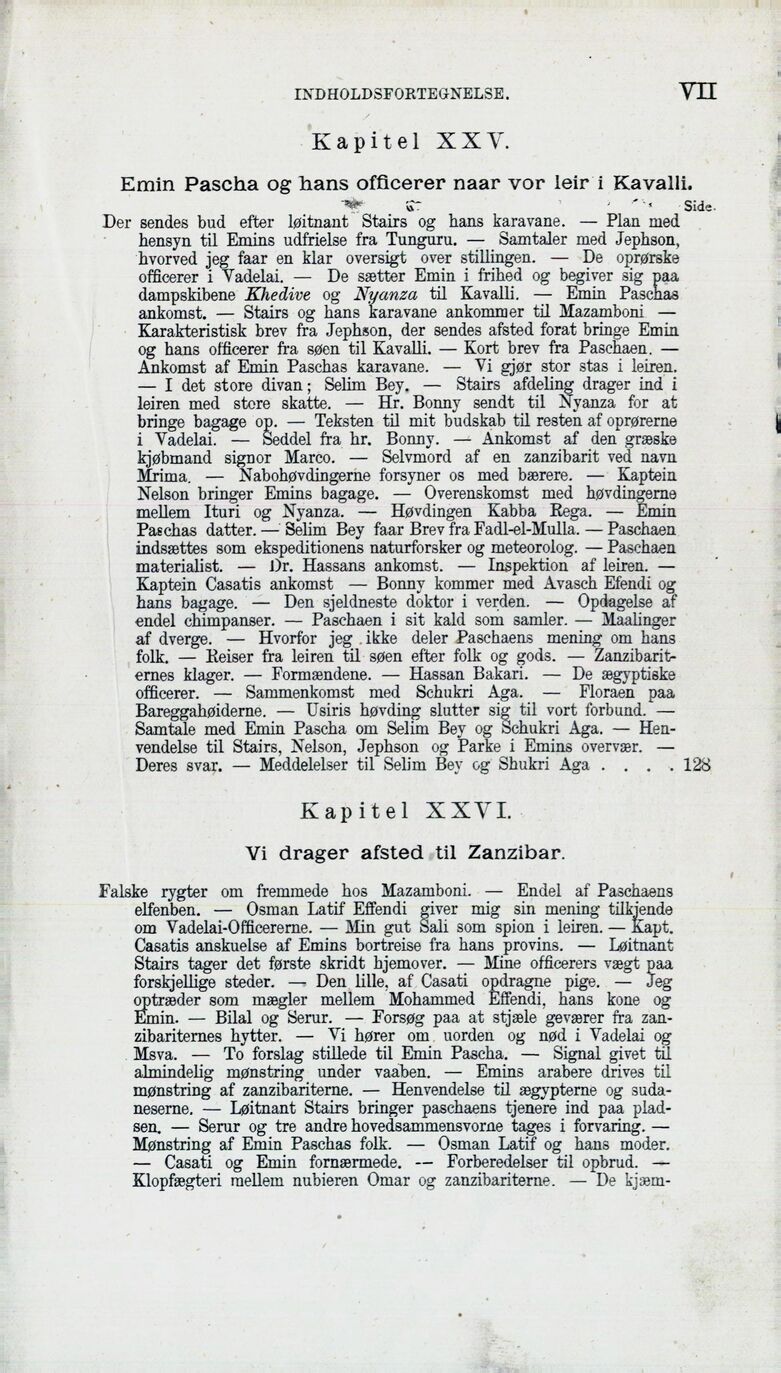 INDHOLDSFORTEGNELSE. VII
Kapitel XXV.
Emin Pascha og hans officerer naar vor leir i Kavalli.
Side.
Der sendes bud efter løitnant Stairs og hans karavane. — Plan med
hensyn til Emins udfrielse fra Tunguru. — Samtaler med Jephson,
hvorved jeg faar en klar oversigt over stillingen. — De oprørske
officerer i Vadelai. — De sætter Emin i frihed og begiver sig paa
dampskibene Khedive og Nyanza til Kavalli. — Emin Paschas
ankomst. — Stairs og hans karavane ankommer til Mazamboni —
Karakteristisk brev fra Jephson, der sendes afsted forat bringe Emin
og hans officerer fra søen til Kavalli. — Kort brev fra Paschaen. —
Ankomst af Emin Paschas karavane. — Vi gjør stor stas i leiren.
— I det store divan; Selim Bey. — Stairs afdeling drager ind i
leiren med store skatte. — Hr. Bonny sendt til Nyanza for at
bringe bagage op. — Teksten til mit budskab til resten af oprørerne
i Vadelai. — Seddel fra hr. Bonny. — Ankomst af den græske
kjøbmand signor Marco. — Selvmord af en zanzibarit ved navn
Mrima. — Nabohøvdingerne forsyner os med bærere. — Kaptein
Nelson bringer Emins bagage. — Overenskomst med høvdingerne
mellem Ituri og Nyanza. — Høvdingen Kabba Rega. — Emin
Paschas datter. — Selim Bey faar Brev fra Fadl-el-Mulla. — Paschaen
indsættes som ekspeditionens naturforsker og meteorolog. — Paschaen
materialist. — Dr. Hassans ankomst. — Inspektion af leiren. —
Kaptein Casatis ankomst — Bonny kommer med Avasch Efendi og
hans bagage. — Den sjeldneste doktor i verden. — Opdagelse af
endel chimpanser. — Paschaen i sit kald som samler. — Maalinger
af dverge. — Hvorfor jeg ikke deler Paschaens mening om hans
folk. — Reiser fra leiren til søen efter folk og gods. — Zanzibarit-
ernes klager. — Formændene. — Hassan Bakari. — De ægyptiske
officerer. — Sammenkomst med Schukri Aga. — Floraen paa
Bareggahøiderne. — Usiris høvding slutter sig til vort forbund. —
Samtale med Emin Pascha om Selim Bey og Schukri Aga. — Hen-
vendelse til Stairs, Nelson, Jephson og Parke i Emins overvær. —
Deres svar. — Meddelelser til Selim Bey og Shukri Aga . . . . 128
Kapitel XXVI.
Vi drager afsted til Zanzibar.
Falske rygter om fremmede hos Mazamboni. — Endel af Paschaens
elfenben. — Osman Latif Effendi giver mig sin mening tilkjende
om Vadelai-Officererne. — Min gut Sali som spion i leiren. — Kapt.
Casatis anskuelse af Emins bortreise fra hans provins. — Løitnant
Stairs tager det første skridt hjemover. — Mine officerers vægt paa
forskjellige steder. — Den lille, af Casati opdragne pige. — Jeg
optræder som mægler mellem Mohammed Effendi, hans kone og
Emin. — Bilal og Serur. — Forsøg paa at stjæle geværer fra zan-
zibariternes hytter. — Vi hører om uorden og nød i Vadelai og
Msva. — To forslag stillede til Emin Pascha. — Signal givet til
almindelig mønstring under vaaben. — Emins arabere drives til
mønstring af zanzibariterne. — Henvendelse til ægypterne og suda-
neserne. — Løitnant Stairs bringer paschaens tjenere ind paa plad-
sen. — Serur og tre andre hovedsammensvorne tages i forvaring. —
Mønstring af Emin Paschas folk. — Osman Latif og hans moder.
— Casati og Emin fornærmede. — Forberedelser til opbrud. —
Klopfægteri mellem nubieren Omar og zanzibariterne. — De kjæm-